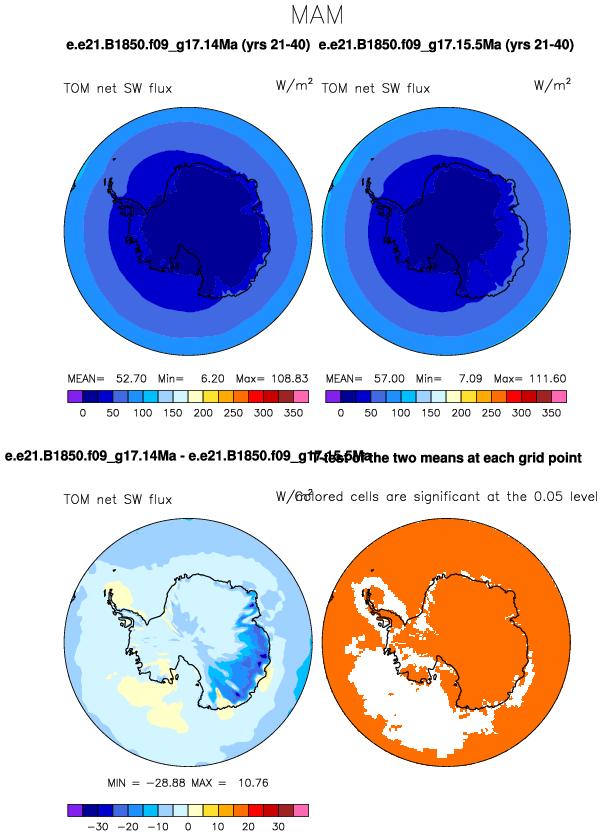 MAM
e.e21.B1850.f09_g17.14Ma (yrs 21-40) e.e21.B1850.f09_g17.15.5Ma (yrs 21-40)
TOM net SW flux W/m² TOM net SW flux W/m²
MEAN= 52.70 Min= 6.20 Max= 108.83 MEAN= 57.00 Min= 7.09 Max= 111.60
0 50 100 150 200 250 350 0 50 100 150 200 250 350
e.e21.B1850.f09_g17.14Ma - e.e21.B1850.f09_g17.15.5Ma T-test of the two means at each grid point
TOM net SW flux W/m² Colored cells are significant at the 0.05 level
MIN = -28.88 MAX = 10.76
-30 -20 -10 0 10 20 30